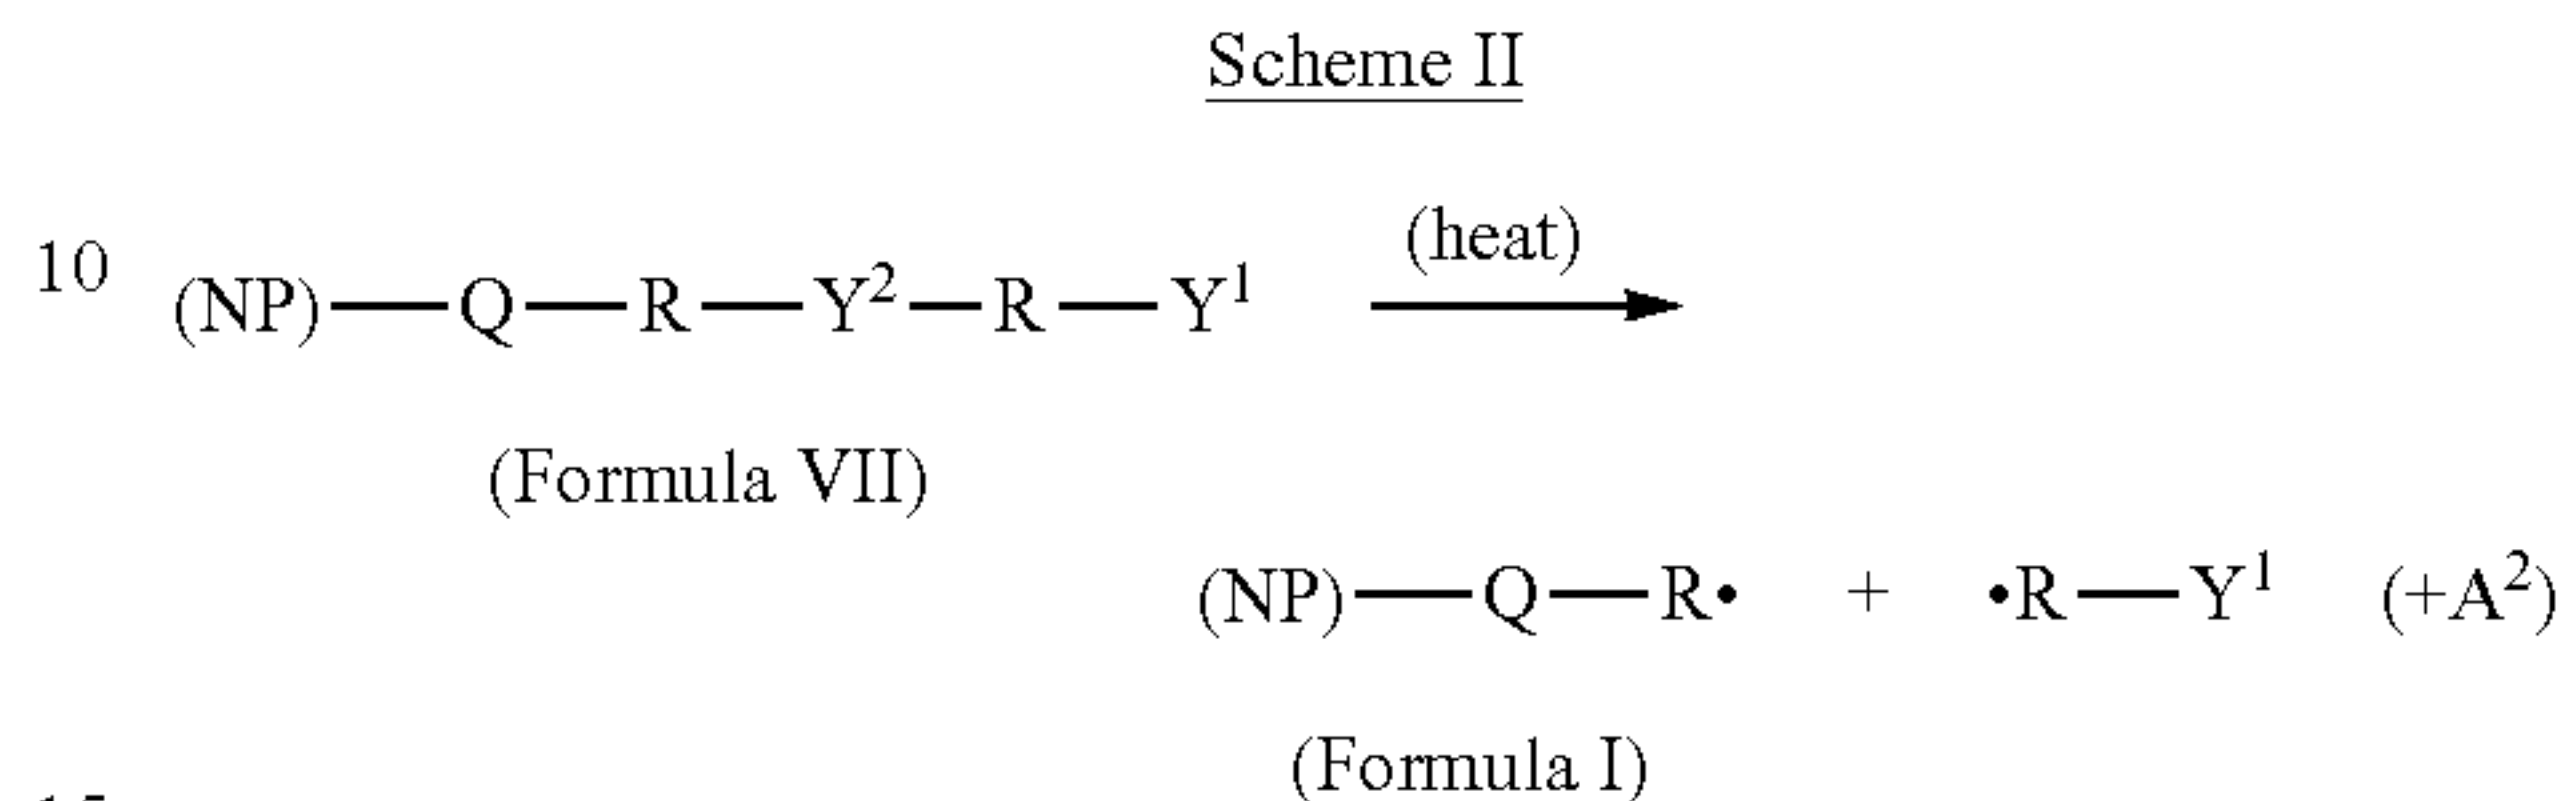 Scheme II
(heat)
10 (NP)—Q—R—Y²—R—Y¹
(Formula VII)
(NP)—Q—R• + •R—Y¹ (+A²)
(Formula I)